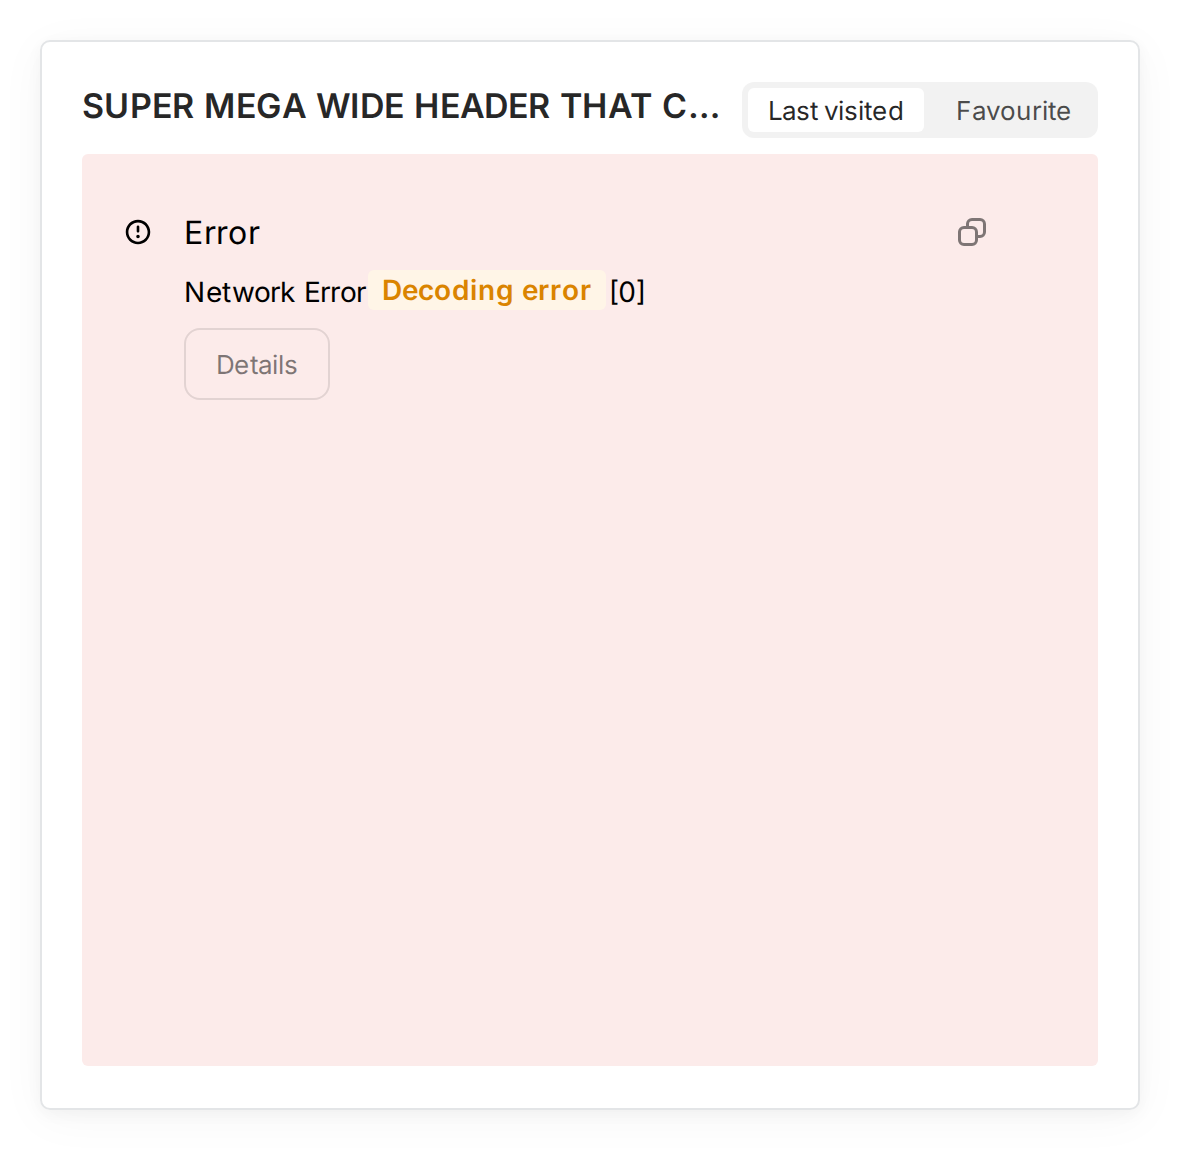 SUPER MEGA WIDE HEADER THAT C...
Last visited Favourite
Error
Network Error Decoding error [0]
Details